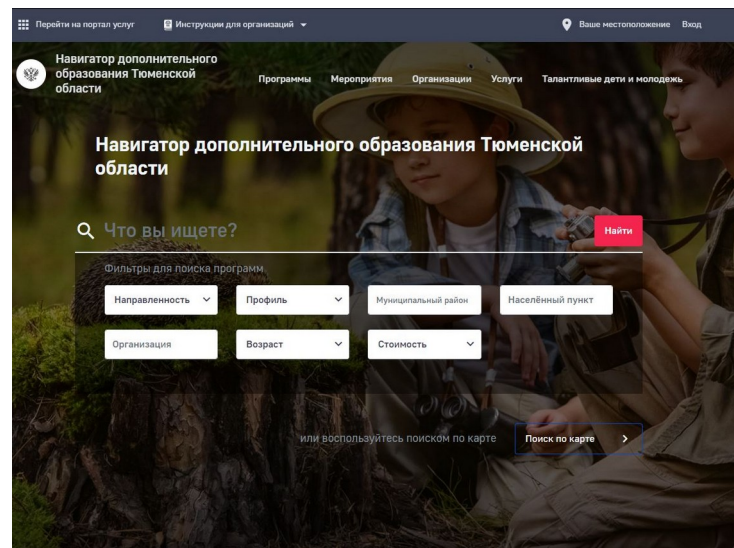 Перейти на портал услуг
Инструкции для организаций
Ваше местоположение
Вход
Навигатор дополнительного
образования Тюменской
области
Программы
Мероприятия
Организации
Услуги
Талантливые дети и молодежь
Навигатор дополнительного образования Тюменской
области
Что вы ищете?
Найти
Фильтры для поиска программ
Направленность
Профиль
Муниципальный район
Населённый пункт
Организация
Возраст
Стоимость
или воспользуйтесь поиском по карте
Поиск по карте